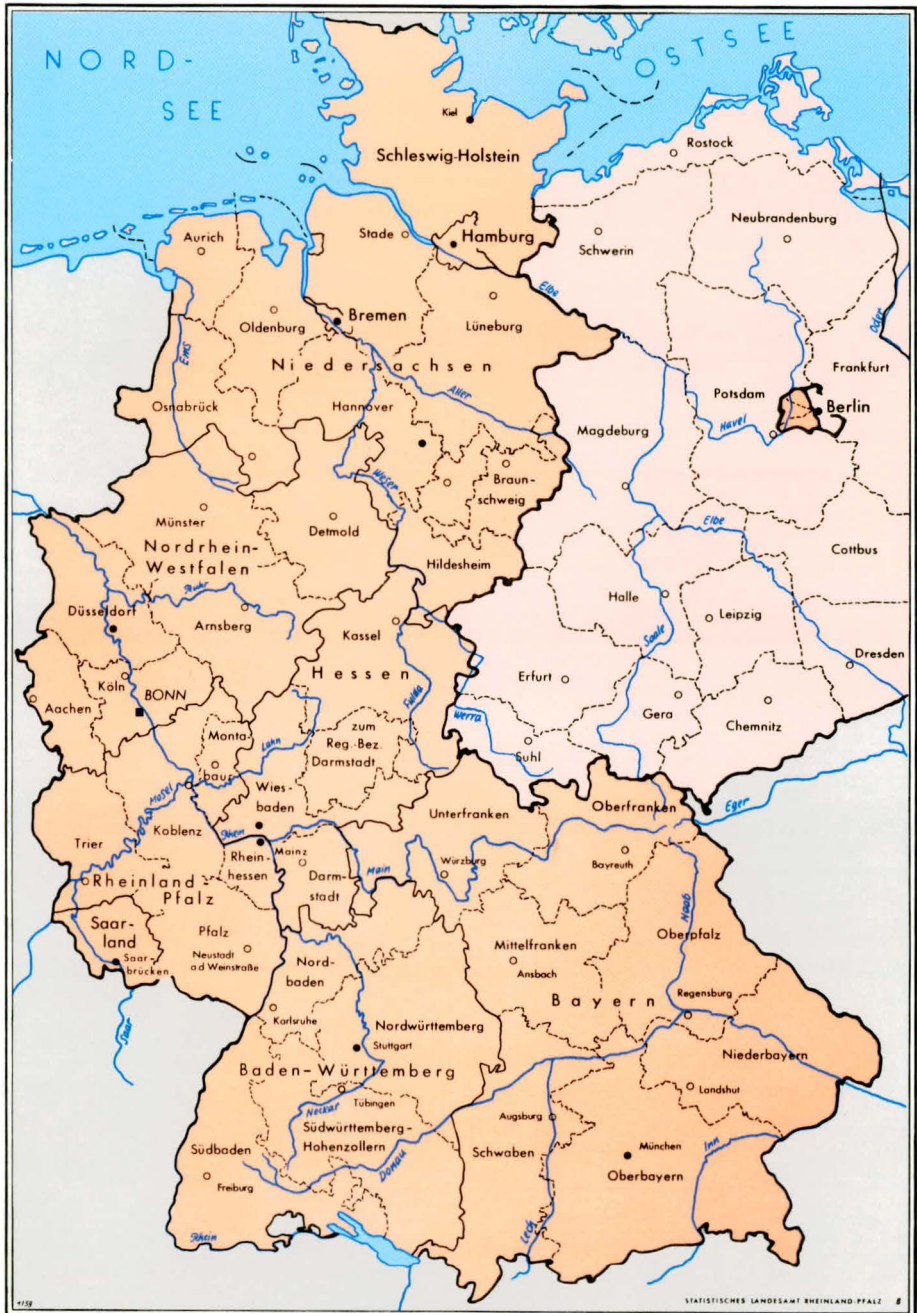 NORD-
SEE
OSTSEE
Kiel
Schleswig-Holstein
Rostock
Neubrandenburg
Schwerin
Aurich
Stade
Hamburg
Elbe
Oder
Oldenburg
Bremen
Lüneburg
Ems
Niedersachsen
Frankfurt
Osnabrück
Hannover
Aller
Potsdam
Berlin
Havel
Magdeburg
Weser
Braun-
schweig
Münster
Detmold
Elbe
Nordrhein-
Westfalen
Hildesheim
Cottbus
Ruhr
Halle
Leipzig
Düsseldorf
Arnsberg
Kassel
Saale
Dresden
Hessen
Köln
BONN
Aachen
Fulda
Erfurt
Gera
Chemnitz
Werra
Monta-
baur
Lahn
zum
Reg.-Bez.
Darmstadt
Suhl
Mosel
Wies-
baden
Eger
Unterfranken
Oberfranken
Koblenz
Rhein
Trier
Mainz
Rhein-
hessen
Main
Würzburg
Bayreuth
Darm-
stadt
Rheinland-
Pfalz
Naab
Saar-
land
Pfalz
Neustadt
a.d Weinstraße
Saar-
brücken
Nord-
baden
Mittelfranken
Ansbach
Oberpfalz
Bayern
Regensburg
Karlsruhe
Saar
Nordwürttemberg
Stuttgart
Niederbayern
Baden-Württemberg
Landshut
Neckar
Tübingen
Augsburg
Südwürttemberg-
Hohenzollern
Südbaden
Donau
Schwaben
München
Oberbayern
Inn
Freiburg
Rhein
Lech
4159
STATISTISCHES LANDESAMT RHEINLAND-PFALZ 8